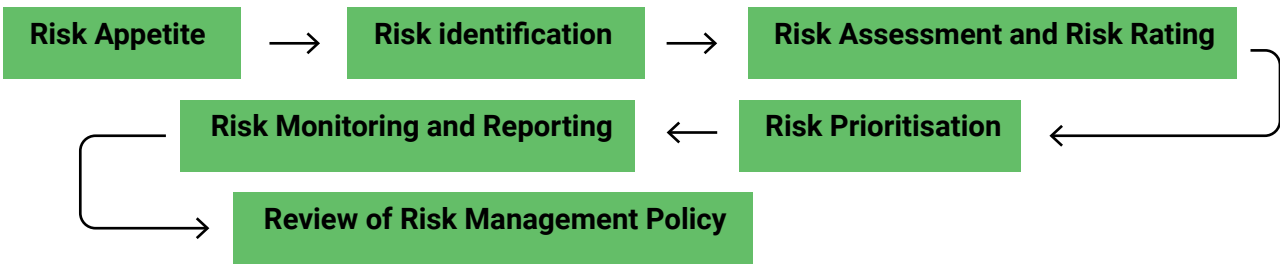 Risk Appetite
Risk identification
Risk Assessment and Risk Rating
Risk Prioritisation
Risk Monitoring and Reporting
Review of Risk Management Policy